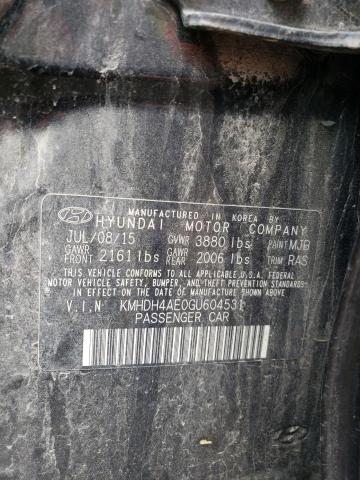 MANUFACTURED IN KOREA BY
HYUNDAI MOTOR COMPANY
JUL/08/15 GVWR 3880 lbs PAINT MJB
GAWR FRONT 2161 lbs GAWR REAR 2006 lbs TRIM RAS
THIS VEHICLE CONFORMS TO ALL APPLICABLE U.S.A. FEDERAL
MOTOR VEHICLE SAFETY, BUMPER, AND THEFT PREVENTION STANDARDS
IN EFFECT ON THE DATE OF MANUFACTURE SHOWN ABOVE.
V.I.N: KMHDH4AE0GU604531
PASSENGER CAR